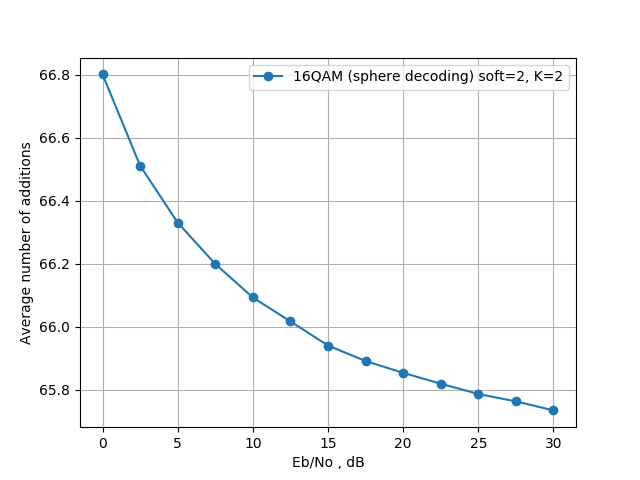 16QAM (sphere decoding) soft=2, K=2
Average number of additions
66.8
66.6
66.4
66.2
66.0
65.8
0 5 10 15 20 25 30
Eb/No , dB